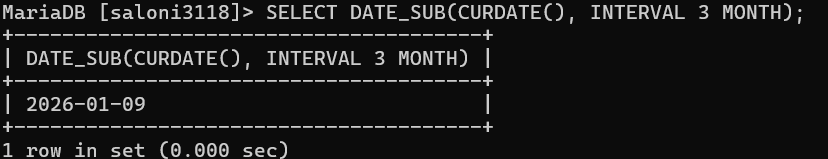 MariaDB [saloni3118]> SELECT DATE_SUB(CURDATE(), INTERVAL 3 MONTH);
+--------------------------------------+
| DATE_SUB(CURDATE(), INTERVAL 3 MONTH) |
+--------------------------------------+
| 2026-01-09                            |
+--------------------------------------+
1 row in set (0.000 sec)